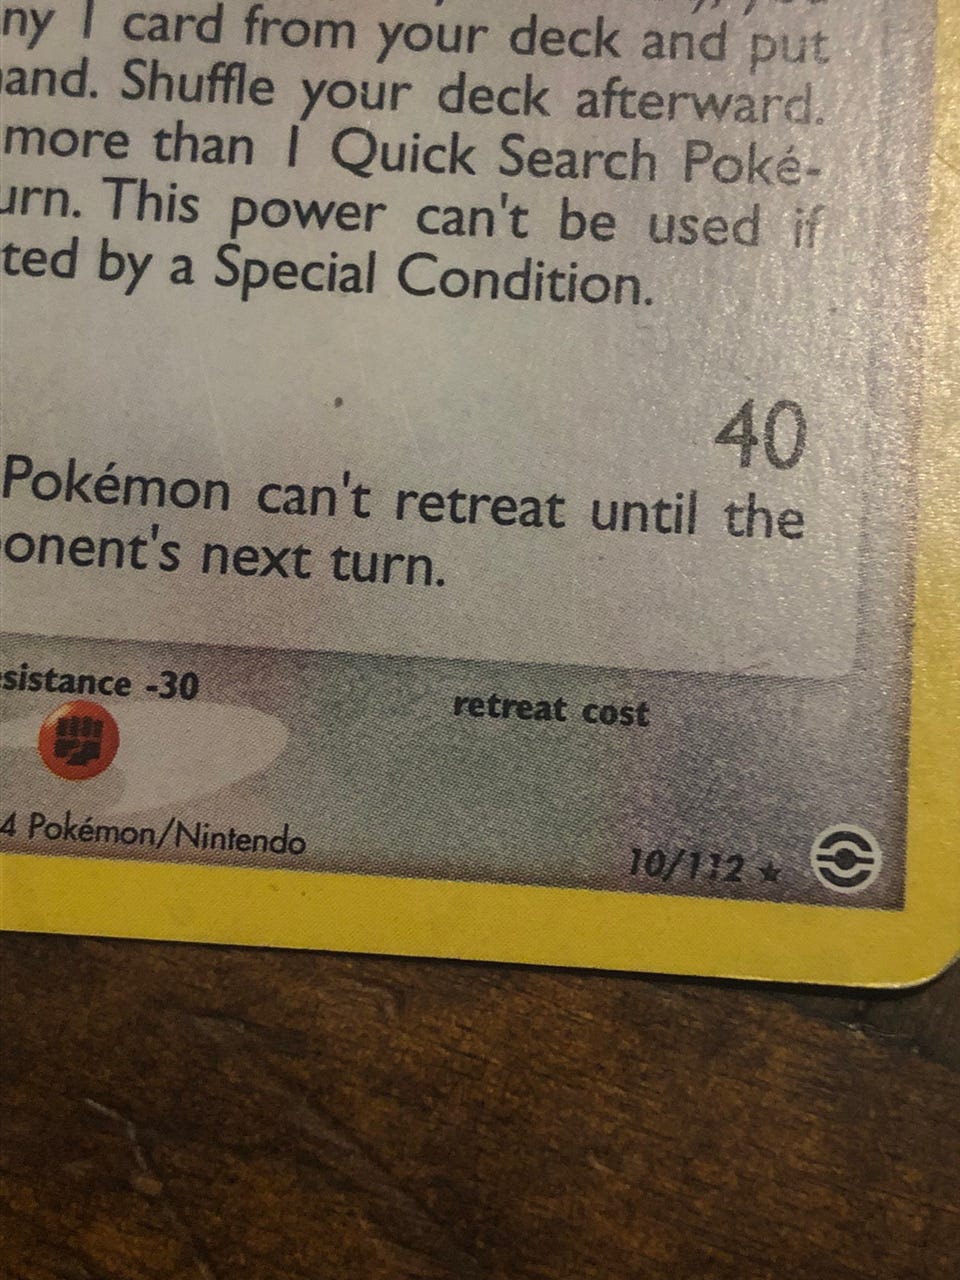 ny 1 card from your deck and put
and. Shuffle your deck afterward.
more than 1 Quick Search Poké-
urn. This power can't be used if
ted by a Special Condition.
40
Pokémon can't retreat until the
onent's next turn.
sistance -30
retreat cost
4 Pokémon/Nintendo
10/112 ★